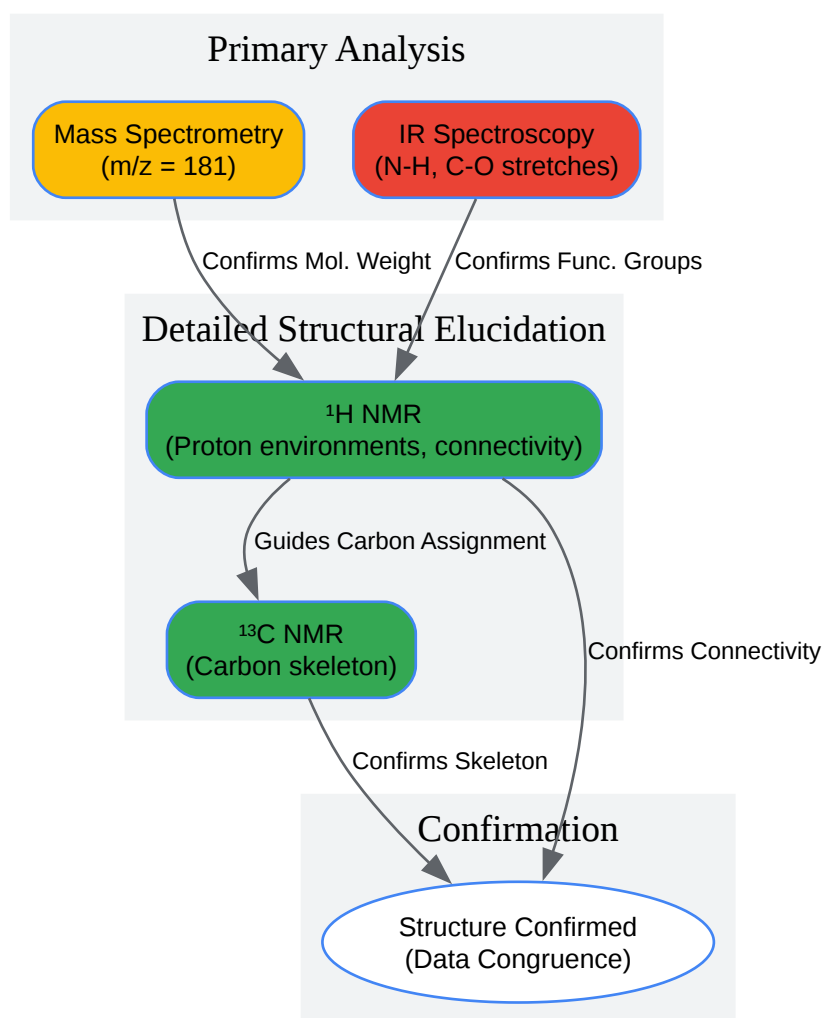 Primary Analysis
Mass Spectrometry
(m/z = 181)
IR Spectroscopy
(N-H, C-O stretches)
Confirms Mol. Weight
Confirms Func. Groups
Detailed Structural Elucidation
¹H NMR
(Proton environments, connectivity)
Guides Carbon Assignment
¹³C NMR
(Carbon skeleton)
Confirms Connectivity
Confirms Skeleton
Confirmation
Structure Confirmed
(Data Congruence)